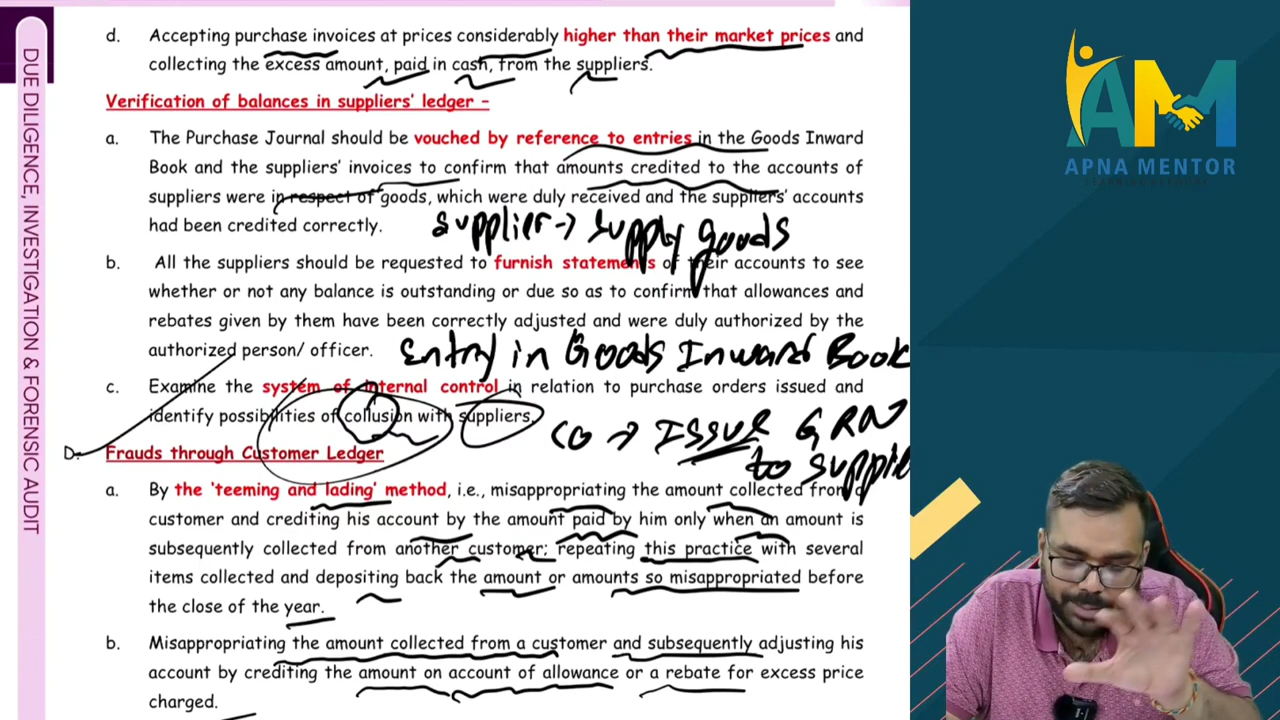 DUE DILIGENCE, INVESTIGATION & FORENSIC AUDIT
d. Accepting purchase invoices at prices considerably higher than their market prices and
collecting the excess amount, paid in cash, from the suppliers.
Verification of balances in suppliers' ledger –
a. The Purchase Journal should be vouched by reference to entries in the Goods Inward
Book and the suppliers' invoices to confirm that amounts credited to the accounts of
suppliers were in respect of goods, which were duly received and the suppliers' accounts
had been credited correctly.
supplier → supply goods
b. All the suppliers should be requested to furnish statements of their accounts to see
whether or not any balance is outstanding or due so as to confirm that allowances and
rebates given by them have been correctly adjusted and were duly authorized by the
authorized person/ officer.
Entry in Goods Inward Book
c. Examine the system of internal control in relation to purchase orders issued and
identify possibilities of collusion with suppliers.
co → Issue GRN
to supplie
D. Frauds through Customer Ledger
a. By the 'teeming and lading' method, i.e., misappropriating the amount collected from a
customer and crediting his account by the amount paid by him only when an amount is
subsequently collected from another customer; repeating this practice with several
items collected and depositing back the amount or amounts so misappropriated before
the close of the year.
b. Misappropriating the amount collected from a customer and subsequently adjusting his
account by crediting the amount on account of allowance or a rebate for excess price
charged.
AM
APNA MENTOR